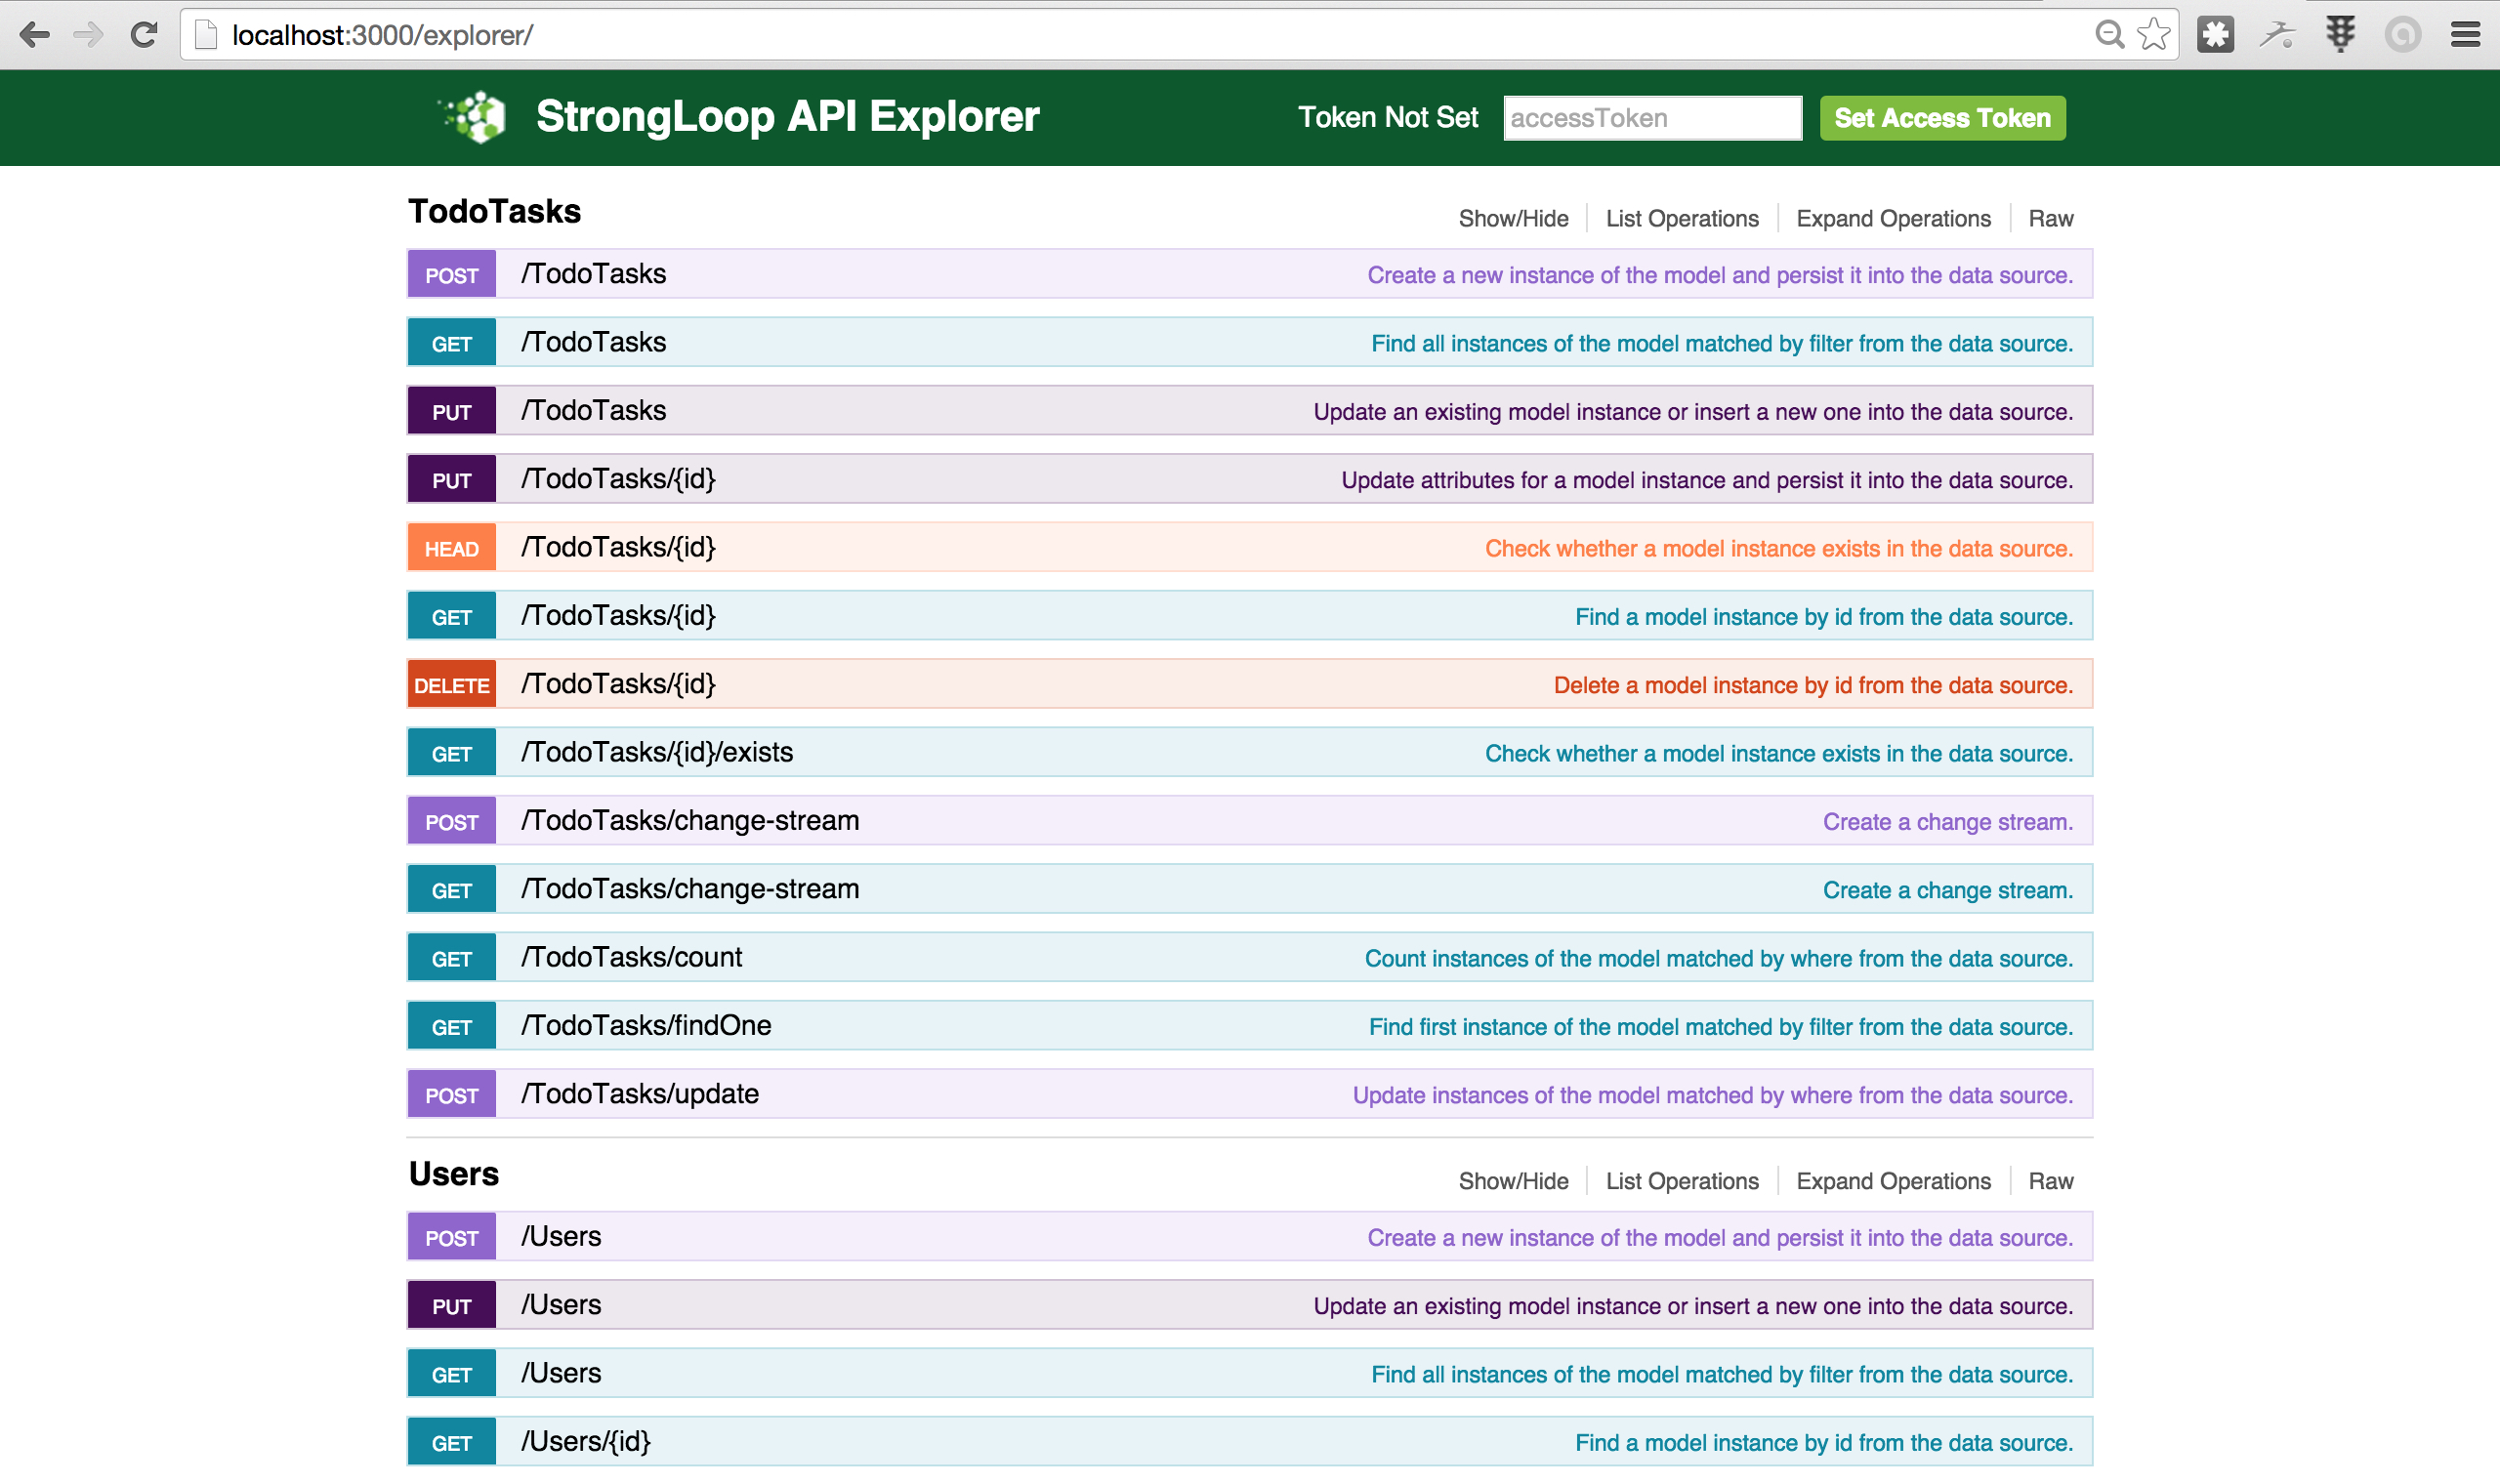 localhost:3000/explorer/
StrongLoop API Explorer Token Not Set accessToken Set Access Token
TodoTasks Show/Hide List Operations Expand Operations Raw
POST /TodoTasks Create a new instance of the model and persist it into the data source.
GET /TodoTasks Find all instances of the model matched by filter from the data source.
PUT /TodoTasks Update an existing model instance or insert a new one into the data source.
PUT /TodoTasks/{id} Update attributes for a model instance and persist it into the data source.
HEAD /TodoTasks/{id} Check whether a model instance exists in the data source.
GET /TodoTasks/{id} Find a model instance by id from the data source.
DELETE /TodoTasks/{id} Delete a model instance by id from the data source.
GET /TodoTasks/{id}/exists Check whether a model instance exists in the data source.
POST /TodoTasks/change-stream Create a change stream.
GET /TodoTasks/change-stream Create a change stream.
GET /TodoTasks/count Count instances of the model matched by where from the data source.
GET /TodoTasks/findOne Find first instance of the model matched by filter from the data source.
POST /TodoTasks/update Update instances of the model matched by where from the data source.
Users Show/Hide List Operations Expand Operations Raw
POST /Users Create a new instance of the model and persist it into the data source.
PUT /Users Update an existing model instance or insert a new one into the data source.
GET /Users Find all instances of the model matched by filter from the data source.
GET /Users/{id} Find a model instance by id from the data source.